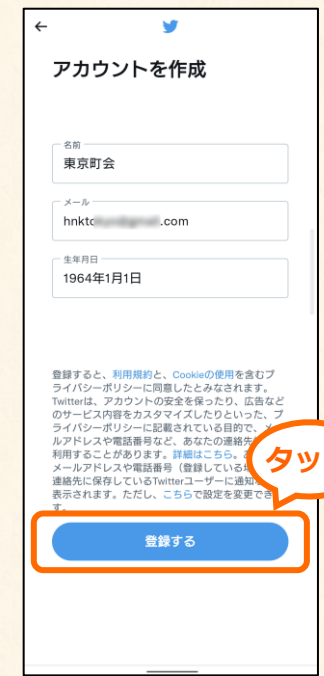 アカウントを作成
名前
東京町会
メール
hnktc .com
生年月日
1964年1月1日
登録すると、利用規約と、Cookieの使用を含むプ
ライバシーポリシーに同意したとみなされます。
Twitterは、アカウントの安全を保ったり、広告など
のサービス内容をカスタマイズしたりといった、プ
ライバシーポリシーに記載されている目的で、メー
ルアドレスや電話番号など、あなたの連絡先
利用することがあります。詳細はこちら。
メールアドレスや電話番号（登録している
連絡先に保存しているTwitterユーザーに通知
表示されます。ただし、こちらで設定を変更でき
す。
タッ
登録する